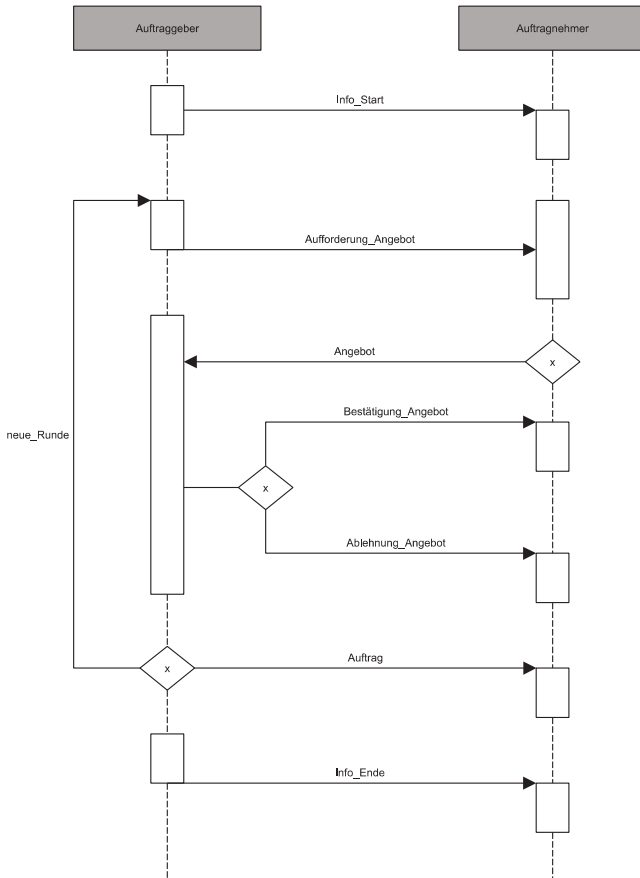 Auftraggeber
Auftragnehmer
Info_Start
Aufforderung_Angebot
Angebot
x
Bestätigung_Angebot
neue_Runde
x
Ablehnung_Angebot
Auftrag
x
Info_Ende